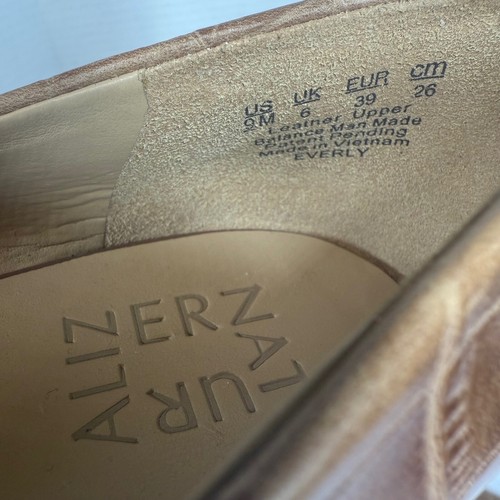 US UK EUR cm
9M 6 39 26
Leather Upper
Balance Man Made
Patent Pending
Made in Vietnam
EVERLY
NATURALIZER